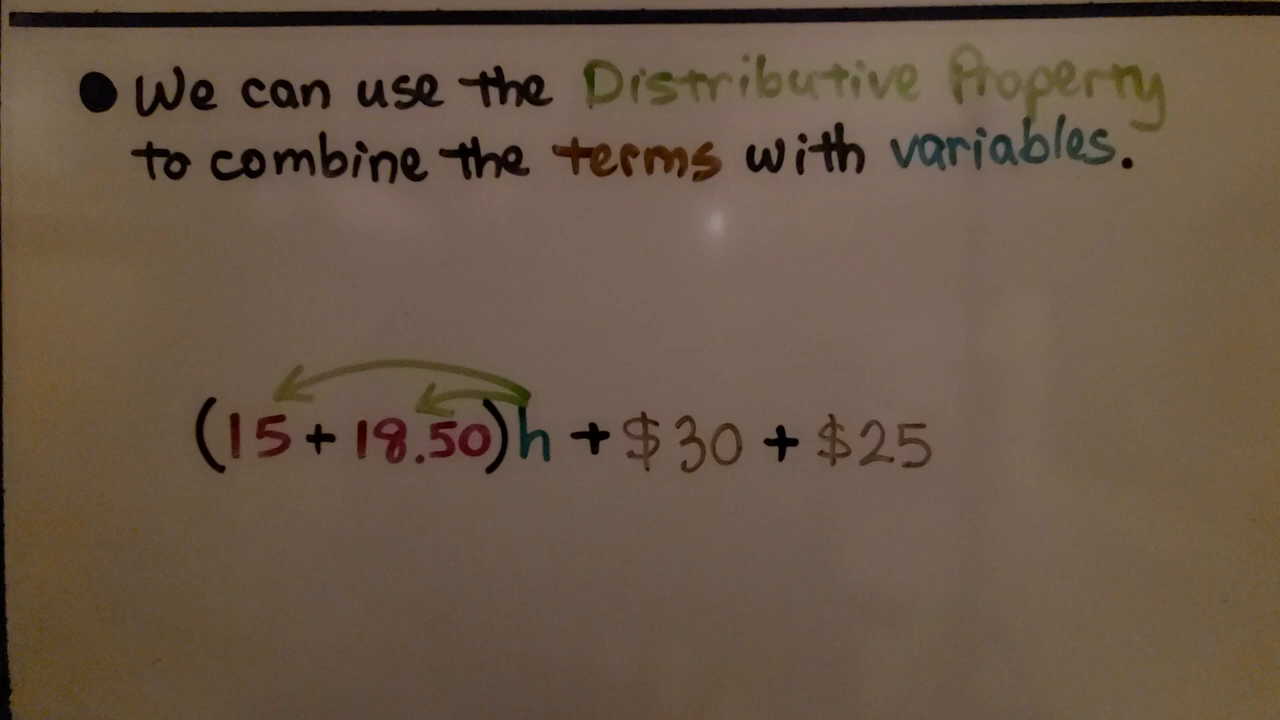 ● We can use the Distributive Property
to combine the terms with variables.
(15 + 18.50)h + $30 + $25